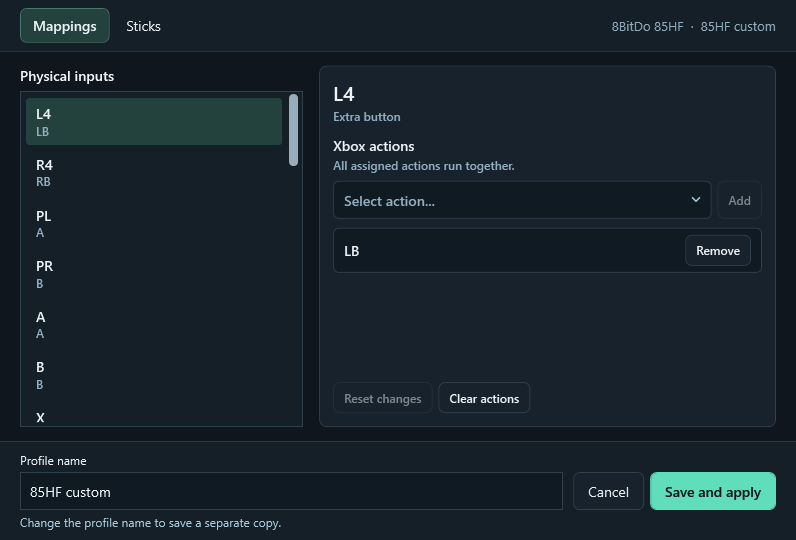 Mappings
Sticks
8BitDo 85HF · 85HF custom
Physical inputs
L4
LB
R4
RB
PL
A
PR
B
A
A
B
B
X
L4
Extra button
Xbox actions
All assigned actions run together.
Select action...
Add
LB
Remove
Reset changes
Clear actions
Profile name
85HF custom
Cancel
Save and apply
Change the profile name to save a separate copy.